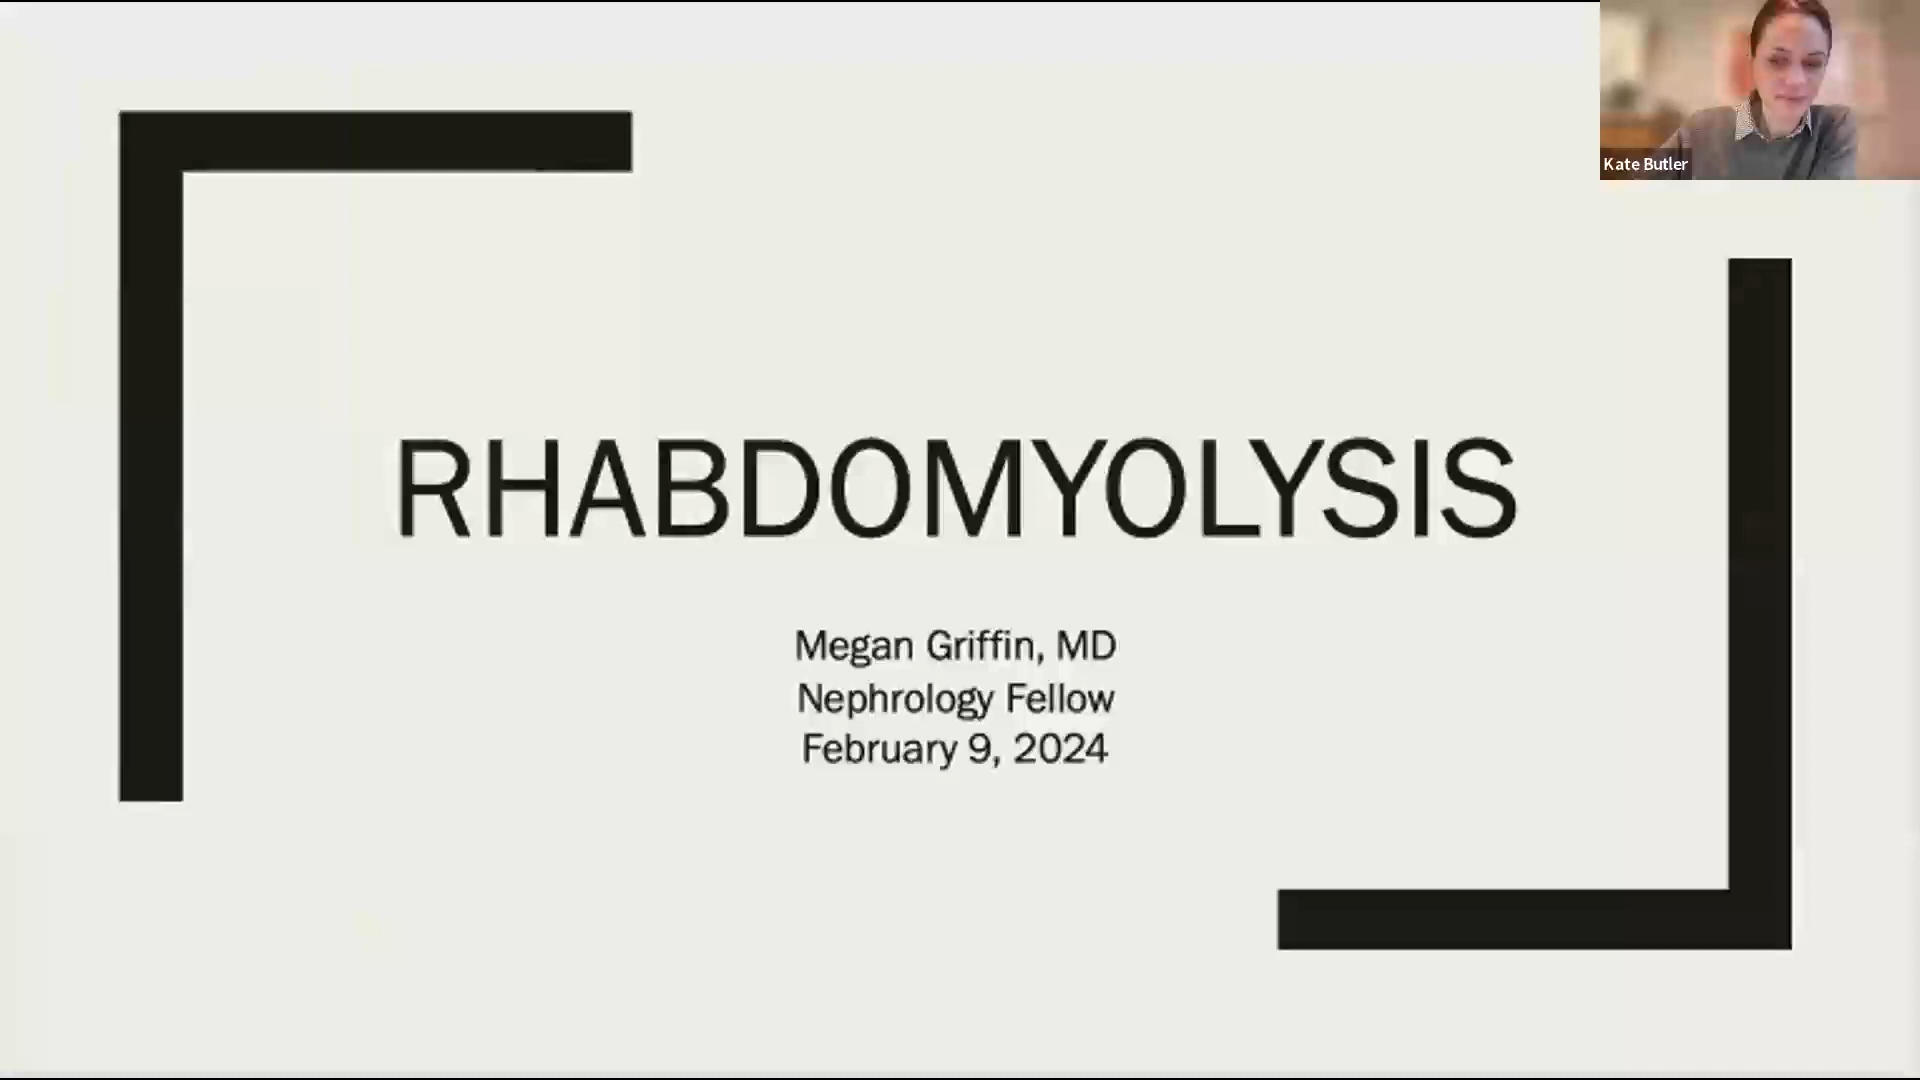 Kate Butler
RHABDOMYOLYSIS
Megan Griffin, MD
Nephrology Fellow
February 9, 2024